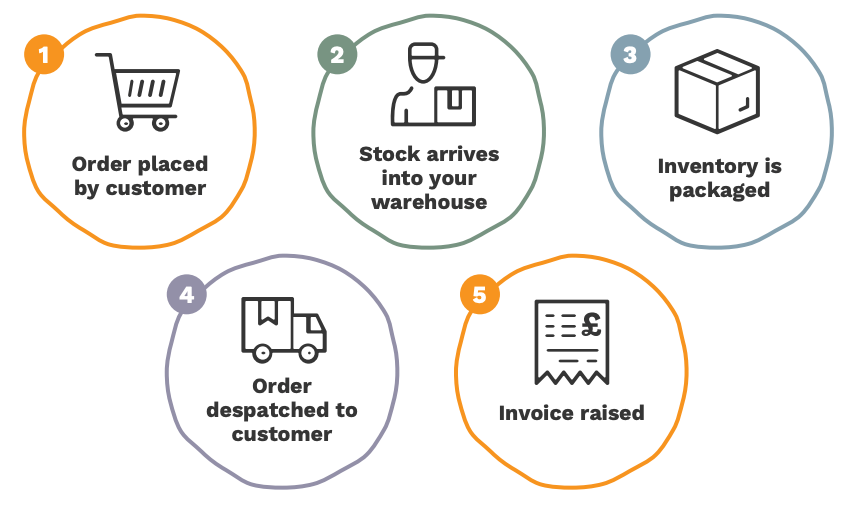 1
Order placed
by customer
2
Stock arrives
into your
warehouse
3
Inventory is
packaged
4
Order
despatched to
customer
5
£
Invoice raised